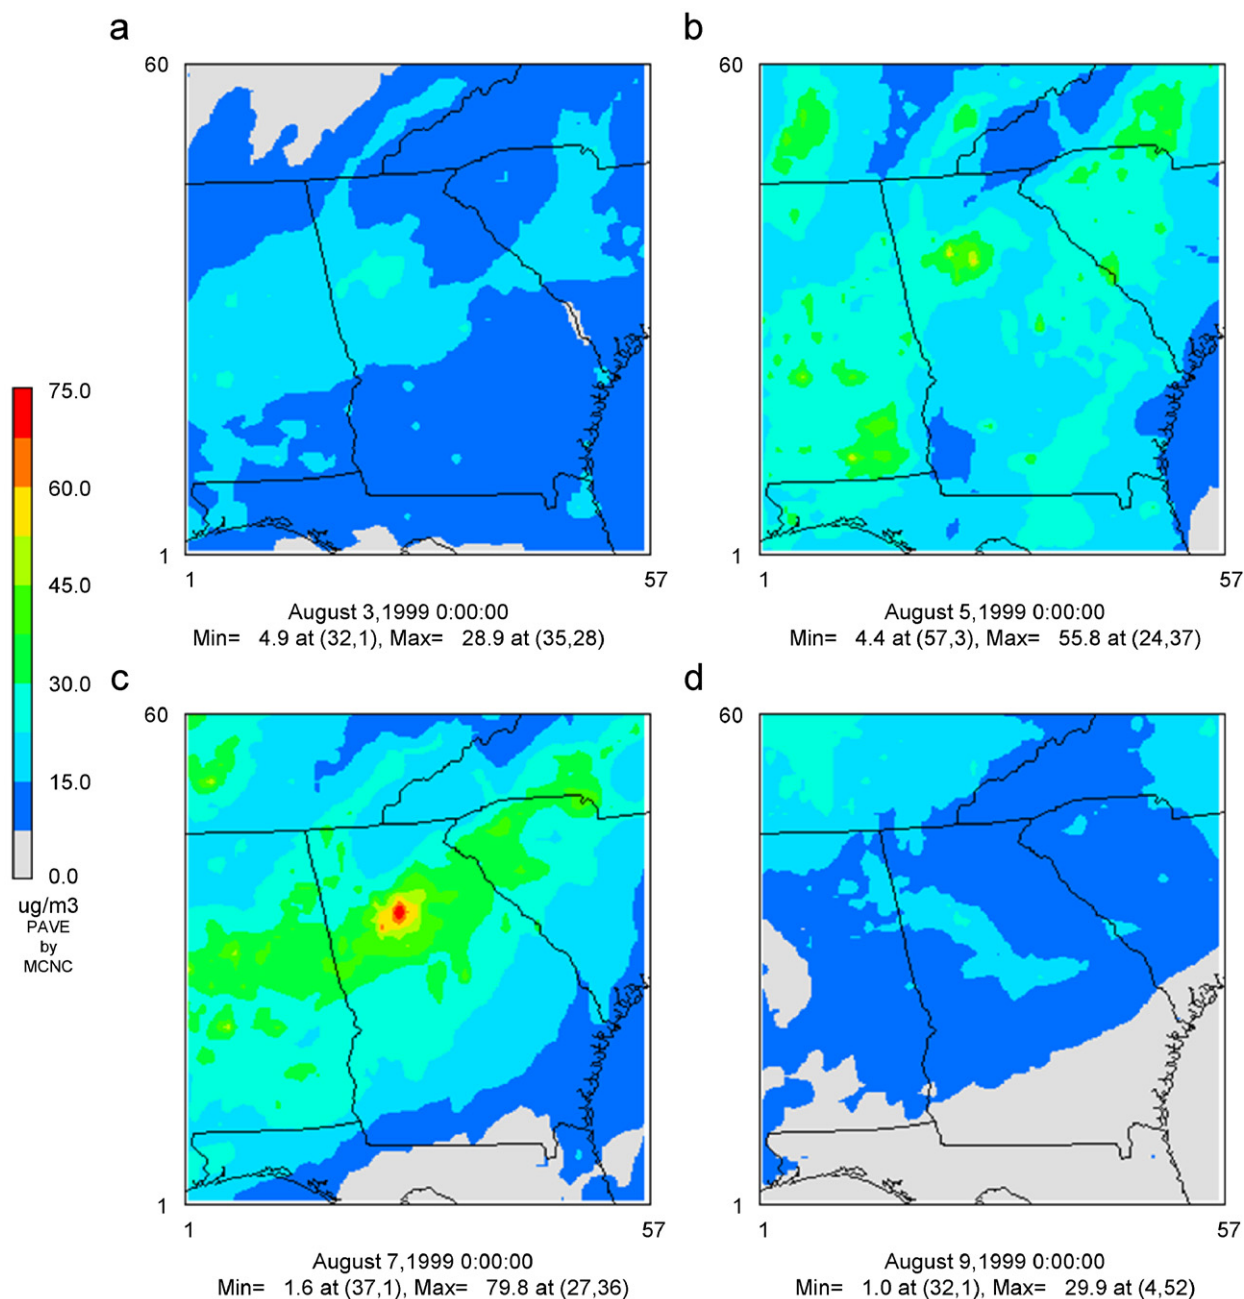 a
b
60
60
75.0
60.0
45.0
30.0
15.0
0.0
ug/m3
PAVE
by
MCNC
1
1
1
57
1
57
August 3,1999 0:00:00
Min= 4.9 at (32,1), Max= 28.9 at (35,28)
August 5,1999 0:00:00
Min= 4.4 at (57,3), Max= 55.8 at (24,37)
c
d
60
60
1
1
1
57
1
57
August 7,1999 0:00:00
Min= 1.6 at (37,1), Max= 79.8 at (27,36)
August 9,1999 0:00:00
Min= 1.0 at (32,1), Max= 29.9 at (4,52)